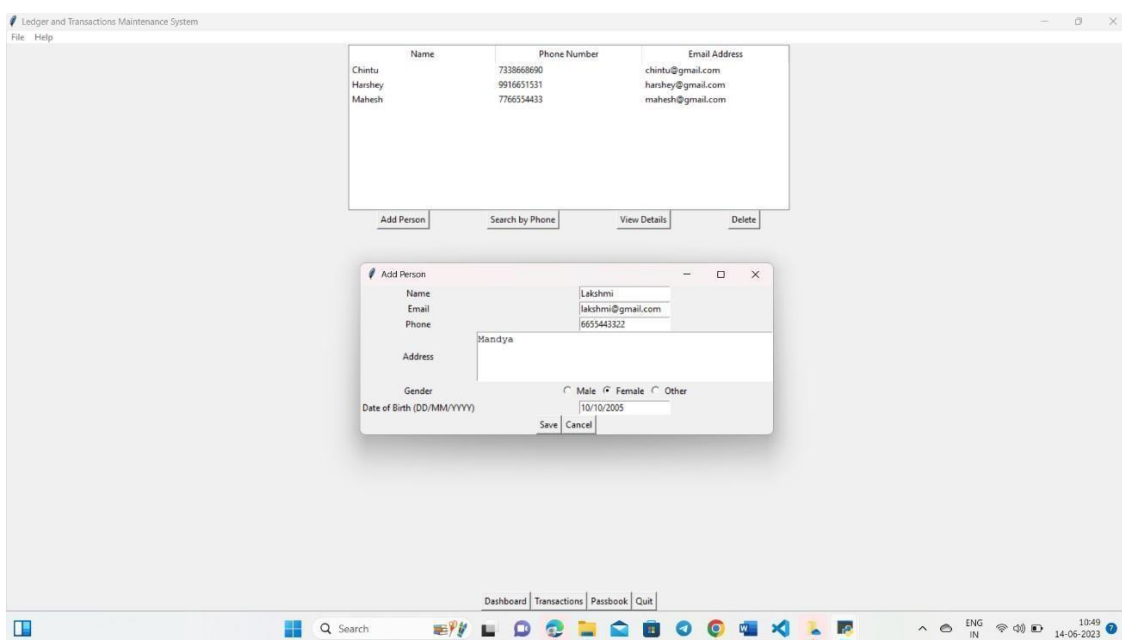 Ledger and Transactions Maintenance System
File Help
Name Phone Number Email Address
Chintu 7338668690 chintu@gmail.com
Harshey 9916651531 harshey@gmail.com
Mahesh 7766554433 mahesh@gmail.com
Add Person Search by Phone View Details Delete
Add Person
Name Lakshmi
Email lakshmi@gmail.com
Phone 6655443322
Address Mandya
Gender Male Female Other
Date of Birth (DD/MM/YYYY) 10/10/2005
Save Cancel
Dashboard Transactions Passbook Quit
Search ENG IN 10:49 14-06-2023